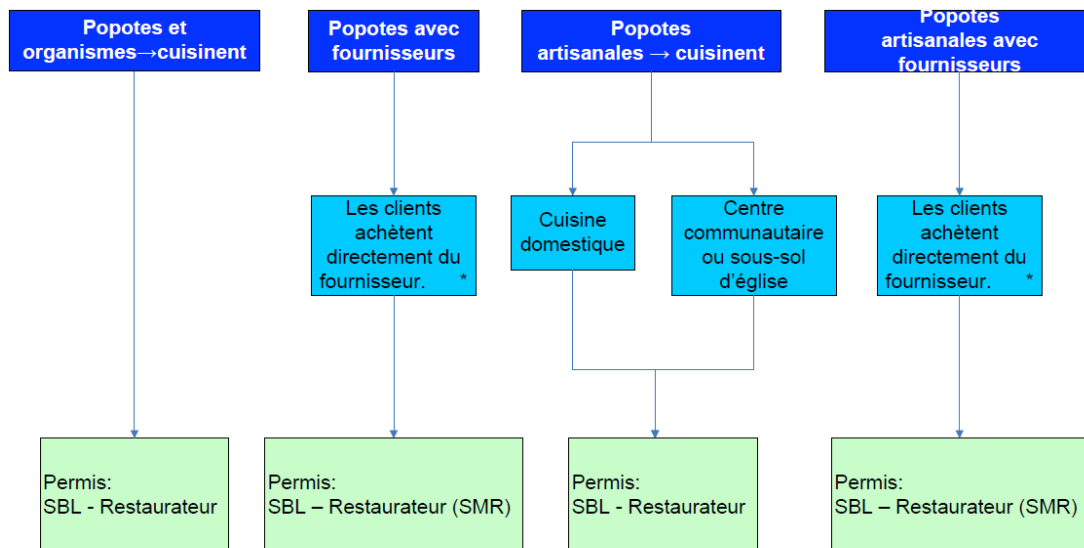 Popotes et
organismes→cuisinent
Popotes avec
fournisseurs
Popotes
artisanales → cuisinent
Popotes
artisanales avec
fournisseurs
Les clients
achètent
directement du
fournisseur. *
Cuisine
domestique
Centre
communautaire
ou sous-sol
d'église
Les clients
achètent
directement du
fournisseur. *
Permis:
SBL - Restaurateur
Permis:
SBL – Restaurateur (SMR)
Permis:
SBL - Restaurateur
Permis:
SBL – Restaurateur (SMR)